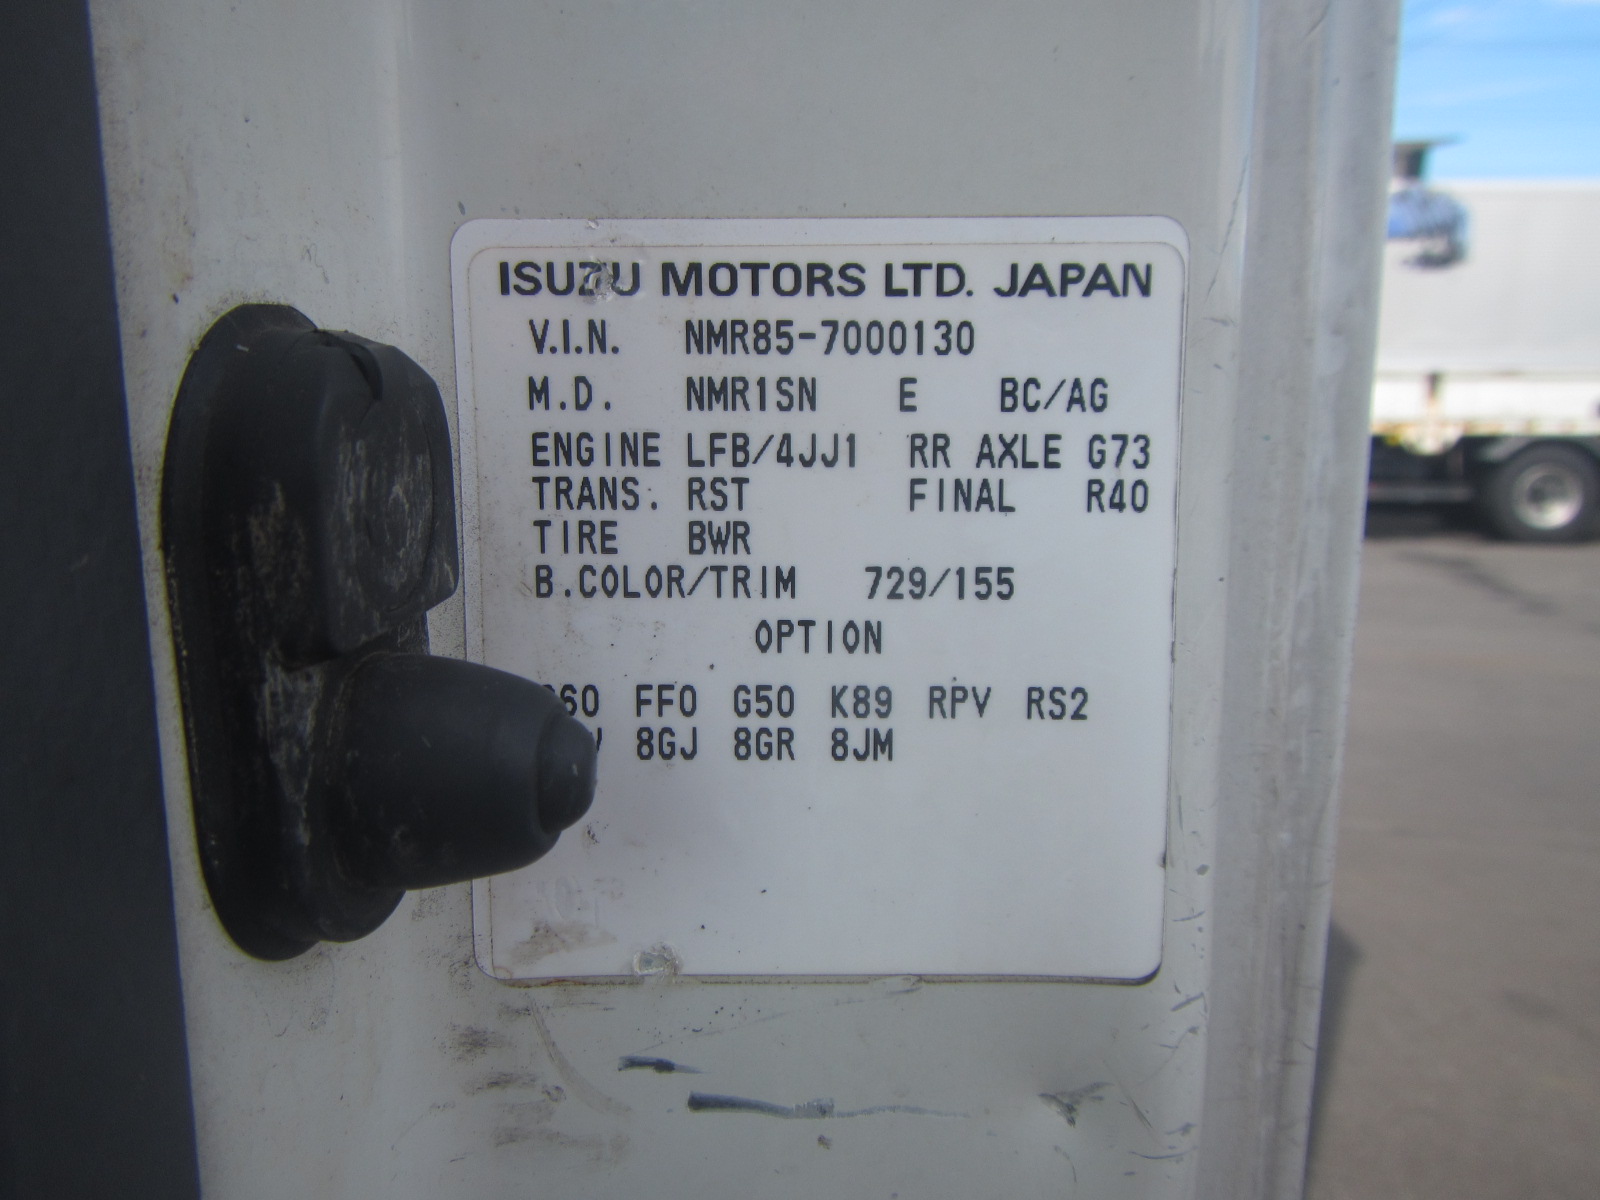 ISUZU MOTORS LTD. JAPAN
V.I.N. NMR85-7000130
M.D. NMR1SN E BC/AG
ENGINE LFB/4JJ1 RR AXLE G73
TRANS. RST FINAL R40
TIRE BWR
B.COLOR/TRIM 729/155
OPTION
FF0 G50 K89 RPV RS2
8GJ 8GR 8JM